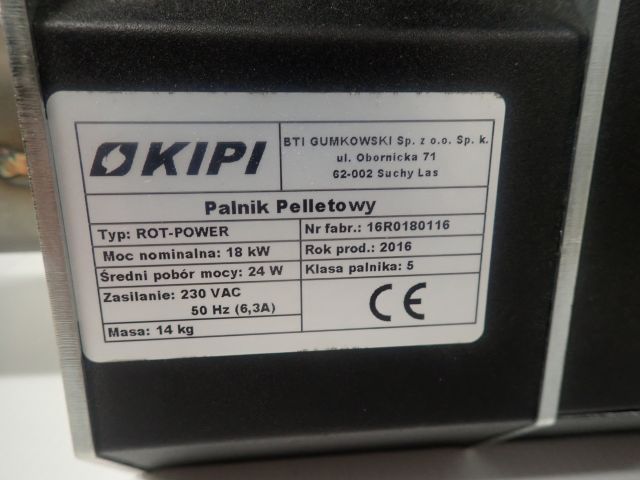 KIPI
BTI GUMKOWSKI Sp. z o.o. Sp. k.
ul. Obornicka 71
62-002 Suchy Las
Palnik Pelletowy
Typ: ROT-POWER
Nr fabr.: 16R0180116
Moc nominalna: 18 kW
Rok prod.: 2016
Średni pobór mocy: 24 W
Klasa palnika: 5
Zasilanie: 230 VAC
50 Hz (6,3A)
CE
Masa: 14 kg